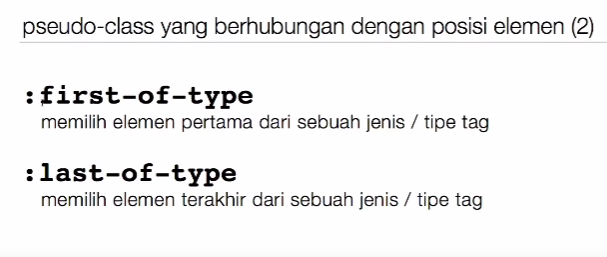 pseudo-class yang berhubungan dengan posisi elemen (2)
:first-of-type
memilih elemen pertama dari sebuah jenis / tipe tag
:last-of-type
memilih elemen terakhir dari sebuah jenis / tipe tag